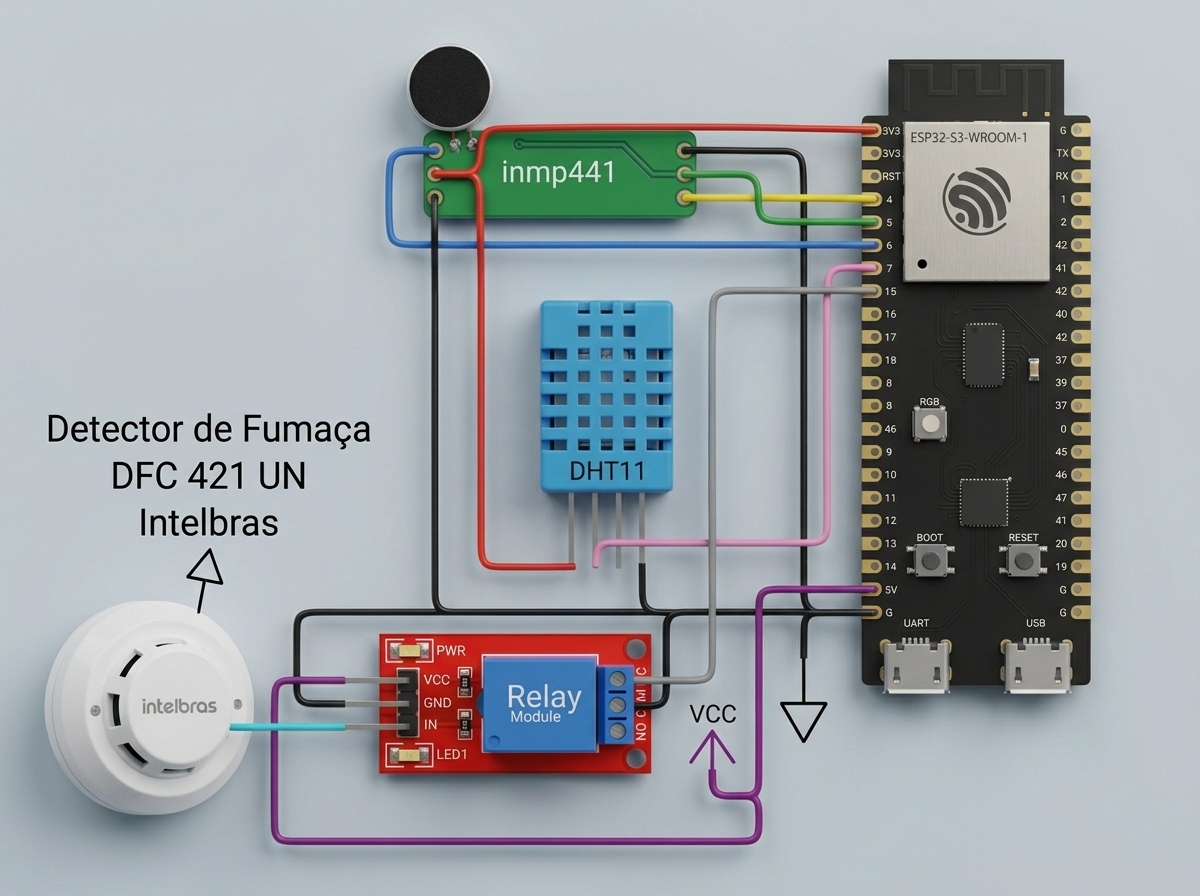 inmp441
ESP32-S3-WROOM-1
3V3
3V3
RST
4
5
6
7
15
16
17
18
8
8
46
9
10
11
12
13
14
5V
G
G
TX
RX
1
2
42
41
42
40
42
37
39
37
0
45
46
47
41
20
19
G
G
RGB
BOOT
RESET
UART
USB
DHT11
Detector de Fumaça
DFC 421 UN
Intelbras
intelbras
PWR
VCC
GND
IN
LED1
Relay
Module
VCC